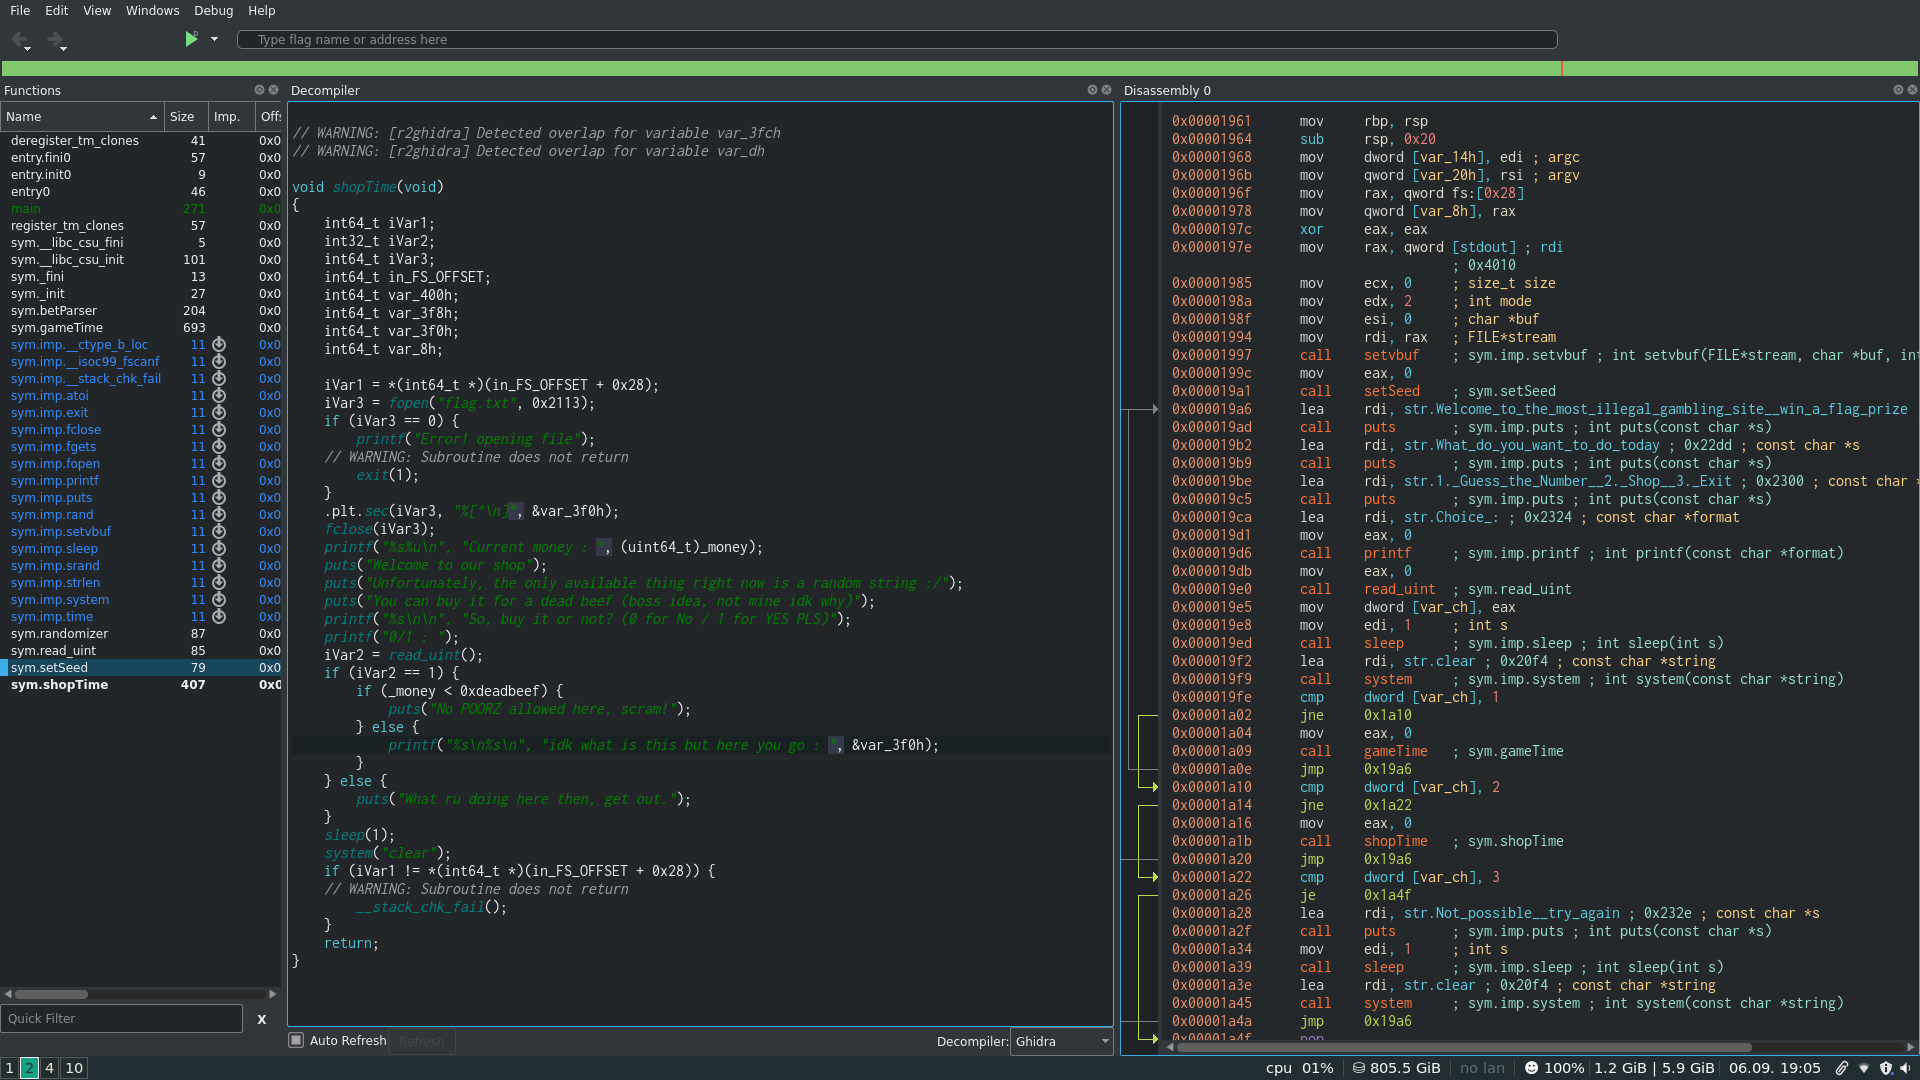 File Edit View Windows Debug Help
Type flag name or address here
Functions
Name Size Imp. Offs
deregister_tm_clones 41 0x0
entry.fini0 57 0x0
entry.init0 9 0x0
entry0 46 0x0
main 271 0x0
register_tm_clones 57 0x0
sym.__libc_csu_fini 5 0x0
sym.__libc_csu_init 101 0x0
sym._fini 13 0x0
sym._init 27 0x0
sym.betParser 204 0x0
sym.gameTime 693 0x0
sym.imp.__ctype_b_loc 11 0x0
sym.imp.__isoc99_fscanf 11 0x0
sym.imp.__stack_chk_fail 11 0x0
sym.imp.atoi 11 0x0
sym.imp.exit 11 0x0
sym.imp.fclose 11 0x0
sym.imp.fgets 11 0x0
sym.imp.fopen 11 0x0
sym.imp.printf 11 0x0
sym.imp.puts 11 0x0
sym.imp.rand 11 0x0
sym.imp.setvbuf 11 0x0
sym.imp.sleep 11 0x0
sym.imp.srand 11 0x0
sym.imp.strlen 11 0x0
sym.imp.system 11 0x0
sym.imp.time 11 0x0
sym.randomizer 87 0x0
sym.read_uint 85 0x0
sym.setSeed 79 0x0
sym.shopTime 407 0x0
Quick Filter X
Decompiler
// WARNING: [r2ghidra] Detected overlap for variable var_3fch
// WARNING: [r2ghidra] Detected overlap for variable var_dh
void shopTime(void)
{
int64_t iVar1;
int32_t iVar2;
int64_t iVar3;
int64_t in_FS_OFFSET;
int64_t var_400h;
int64_t var_3f8h;
int64_t var_3f0h;
int64_t var_8h;
iVar1 = *(int64_t *)(in_FS_OFFSET + 0x28);
iVar3 = fopen("flag.txt", 0x2113);
if (iVar3 == 0) {
printf("Error! opening file");
// WARNING: Subroutine does not return
exit(1);
}
.plt.sec(iVar3, "%[^\n]", &var_3f0h);
fclose(iVar3);
printf("%s%u\n", "Current money : ", (uint64_t)_money);
puts("Welcome to our shop");
puts("Unfortunately, the only available thing right now is a random string :/");
puts("You can buy it for a dead beef (boss idea, not mine idk why)");
printf("%s\n\n", "So, buy it or not? (0 for No / 1 for YES PLS)");
printf("0/1 : ");
iVar2 = read_uint();
if (iVar2 == 1) {
if (_money < 0xdeadbeef) {
puts("No POORZ allowed here, scram!");
} else {
printf("%s\n%s\n", "idk what is this but here you go : ", &var_3f0h);
}
} else {
puts("What ru doing here then, get out.");
}
sleep(1);
system("clear");
if (iVar1 != *(int64_t *)(in_FS_OFFSET + 0x28)) {
// WARNING: Subroutine does not return
__stack_chk_fail();
}
return;
}
Auto Refresh Refresh Decompiler: Ghidra
Disassembly 0
0x00001961 mov rbp, rsp
0x00001964 sub rsp, 0x20
0x00001968 mov dword [var_14h], edi ; argc
0x0000196b mov qword [var_20h], rsi ; argv
0x0000196f mov rax, qword fs:[0x28]
0x00001978 mov qword [var_8h], rax
0x0000197c xor eax, eax
0x0000197e mov rax, qword [stdout] ; rdi
; 0x4010
0x00001985 mov ecx, 0 ; size_t size
0x0000198a mov edx, 2 ; int mode
0x0000198f mov esi, 0 ; char *buf
0x00001994 mov rdi, rax ; FILE*stream
0x00001997 call setvbuf ; sym.imp.setvbuf ; int setvbuf(FILE*stream, char *buf, int
0x0000199c mov eax, 0
0x000019a1 call setSeed ; sym.setSeed
0x000019a6 lea rdi, str.Welcome_to_the_most_illegal_gambling_site__win_a_flag_prize
0x000019ad call puts ; sym.imp.puts ; int puts(const char *s)
0x000019b2 lea rdi, str.What_do_you_want_to_do_today ; 0x22dd ; const char *s
0x000019b9 call puts ; sym.imp.puts ; int puts(const char *s)
0x000019be lea rdi, str.1._Guess_the_Number__2._Shop__3._Exit ; 0x2300 ; const char *
0x000019c5 call puts ; sym.imp.puts ; int puts(const char *s)
0x000019ca lea rdi, str.Choice_: ; 0x2324 ; const char *format
0x000019d1 mov eax, 0
0x000019d6 call printf ; sym.imp.printf ; int printf(const char *format)
0x000019db mov eax, 0
0x000019e0 call read_uint ; sym.read_uint
0x000019e5 mov dword [var_ch], eax
0x000019e8 mov edi, 1 ; int s
0x000019ed call sleep ; sym.imp.sleep ; int sleep(int s)
0x000019f2 lea rdi, str.clear ; 0x20f4 ; const char *string
0x000019f9 call system ; sym.imp.system ; int system(const char *string)
0x000019fe cmp dword [var_ch], 1
0x00001a02 jne 0x1a10
0x00001a04 mov eax, 0
0x00001a09 call gameTime ; sym.gameTime
0x00001a0e jmp 0x19a6
0x00001a10 cmp dword [var_ch], 2
0x00001a14 jne 0x1a22
0x00001a16 mov eax, 0
0x00001a1b call shopTime ; sym.shopTime
0x00001a20 jmp 0x19a6
0x00001a22 cmp dword [var_ch], 3
0x00001a26 je 0x1a4f
0x00001a28 lea rdi, str.Not_possible__try_again ; 0x232e ; const char *s
0x00001a2f call puts ; sym.imp.puts ; int puts(const char *s)
0x00001a34 mov edi, 1 ; int s
0x00001a39 call sleep ; sym.imp.sleep ; int sleep(int s)
0x00001a3e lea rdi, str.clear ; 0x20f4 ; const char *string
0x00001a45 call system ; sym.imp.system ; int system(const char *string)
0x00001a4a jmp 0x19a6
0x00001a4f nop
1 2 4 10 cpu 01% 805.5 GiB no lan 100% 1.2 GiB | 5.9 GiB 06.09. 19:05